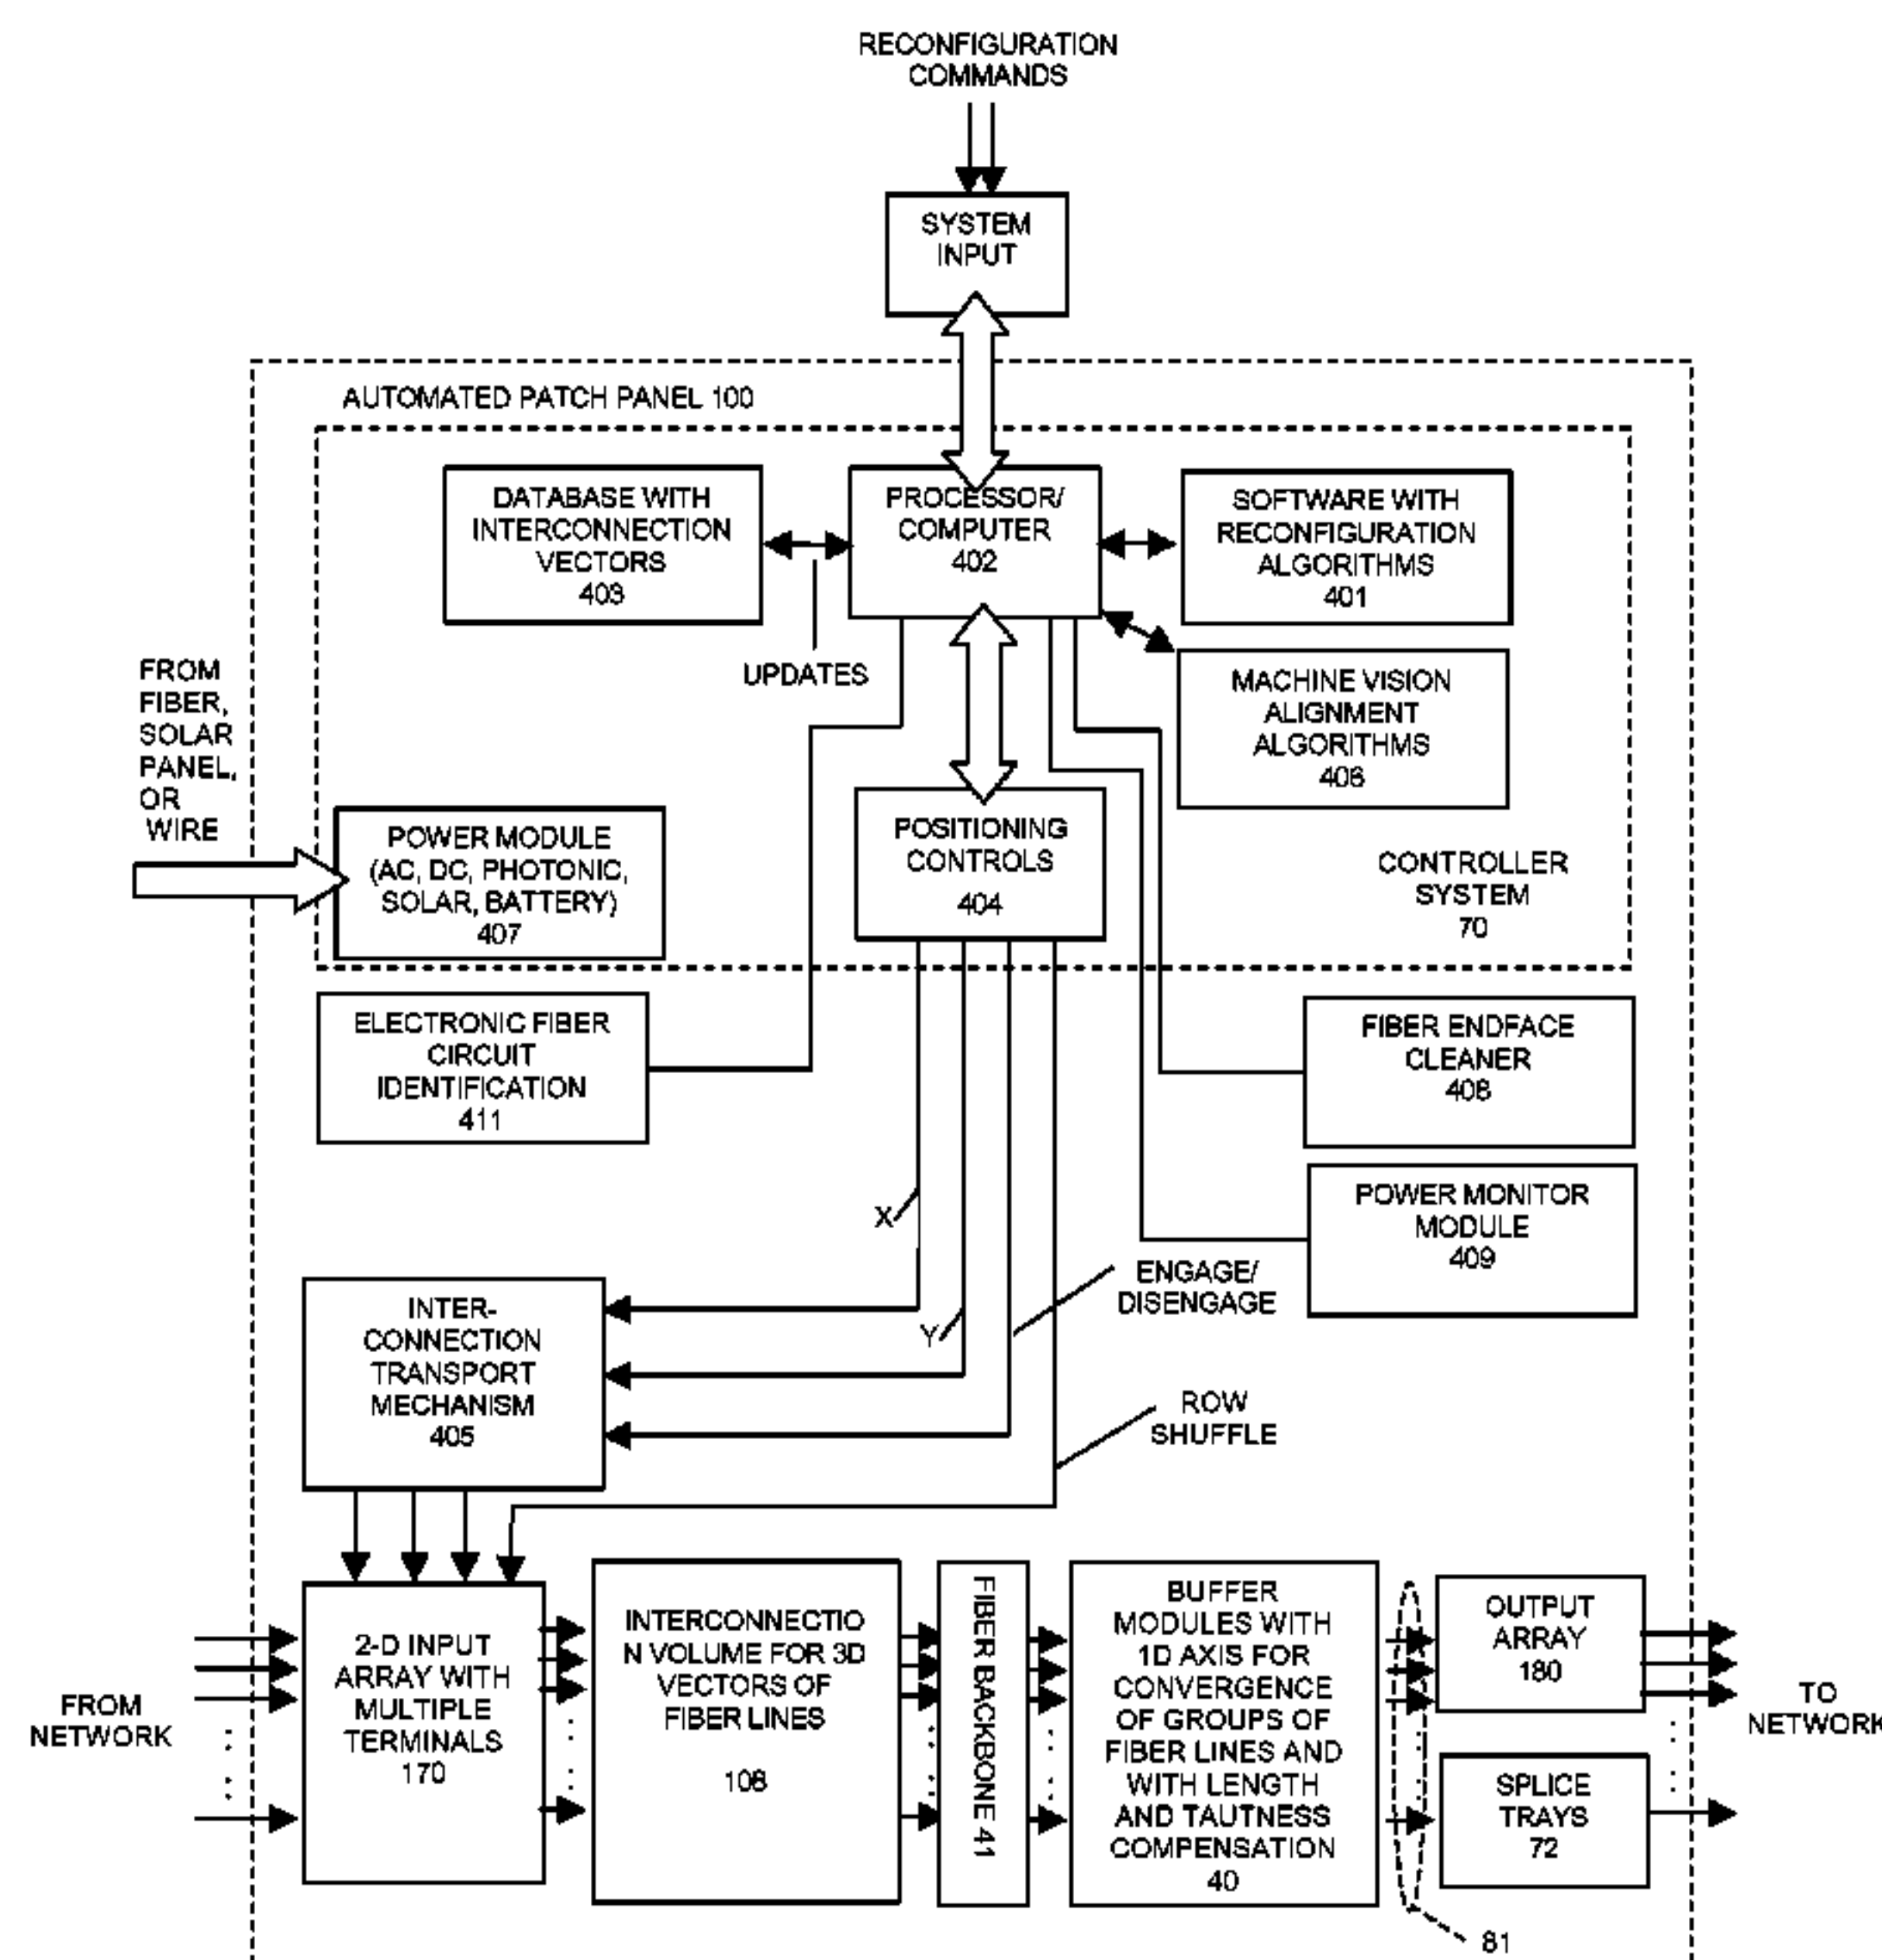 RECONFIGURATION
COMMANDS
SYSTEM
INPUT
AUTOMATED PATCH PANEL 100
DATABASE WITH
INTERCONNECTION
VECTORS
403
PROCESSOR/
COMPUTER
402
SOFTWARE WITH
RECONFIGURATION
ALGORITHMS
401
UPDATES
MACHINE VISION
ALIGNMENT
ALGORITHMS
406
FROM
FIBER,
SOLAR
PANEL,
OR
WIRE
POWER MODULE
(AC, DC, PHOTONIC,
SOLAR, BATTERY)
407
POSITIONING
CONTROLS
404
CONTROLLER
SYSTEM
70
ELECTRONIC FIBER
CIRCUIT
IDENTIFICATION
411
FIBER ENDFACE
CLEANER
408
POWER MONITOR
MODULE
409
X
Y
ENGAGE/
DISENGAGE
INTER-
CONNECTION
TRANSPORT
MECHANISM
405
ROW
SHUFFLE
FROM
NETWORK
2-D INPUT
ARRAY WITH
MULTIPLE
TERMINALS
170
INTERCONNECTIO
N VOLUME FOR 3D
VECTORS OF
FIBER LINES
108
FIBER BACKBONE 41
BUFFER
MODULES WITH
1D AXIS FOR
CONVERGENCE
OF GROUPS OF
FIBER LINES AND
WITH LENGTH
AND TAUTNESS
COMPENSATION
40
OUTPUT
ARRAY
180
SPLICE
TRAYS
72
TO
NETWORK
81